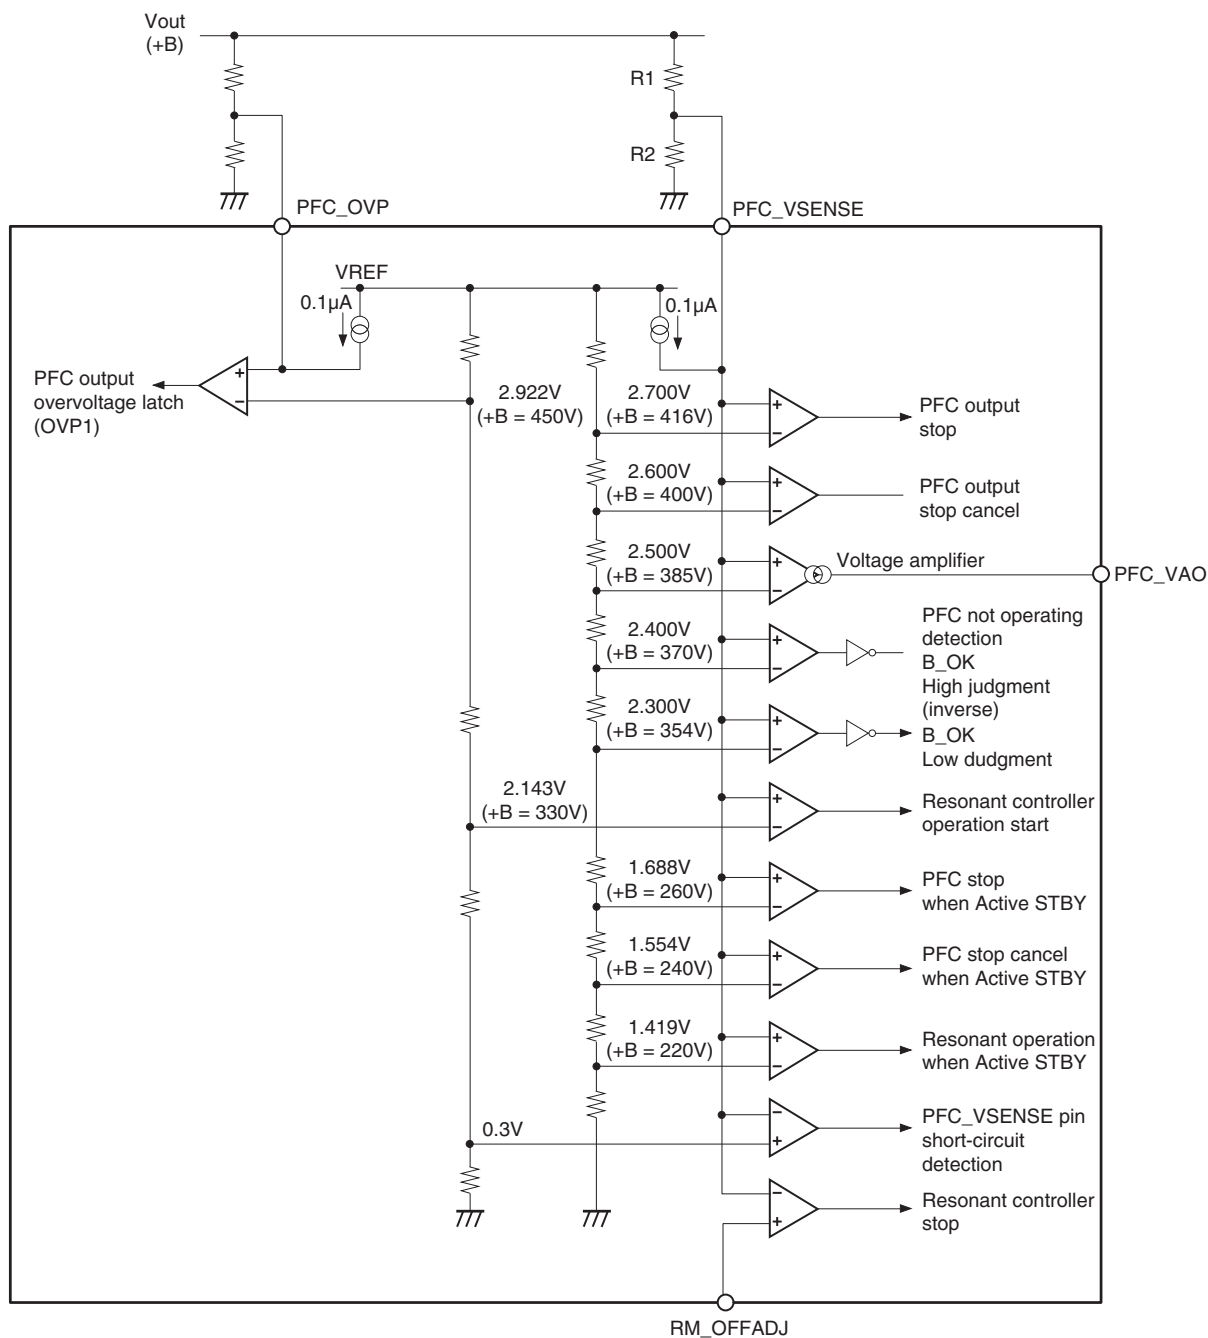 Vout
(+B)
R1
R2
PFC_OVP
PFC_VSENSE
VREF
0.1µA
0.1µA
+
−
PFC output
overvoltage latch
(OVP1)
2.922V
(+B = 450V)
2.700V
(+B = 416V)
+
−
PFC output
stop
2.600V
(+B = 400V)
+
−
PFC output
stop cancel
2.500V
(+B = 385V)
+
−
Voltage amplifier
PFC_VAO
2.400V
(+B = 370V)
+
−
PFC not operating
detection
B_OK
High judgment
(inverse)
2.300V
(+B = 354V)
+
−
B_OK
Low dudgment
2.143V
(+B = 330V)
+
−
Resonant controller
operation start
1.688V
(+B = 260V)
+
−
PFC stop
when Active STBY
1.554V
(+B = 240V)
+
−
PFC stop cancel
when Active STBY
1.419V
(+B = 220V)
+
−
Resonant operation
when Active STBY
0.3V
−
+
PFC_VSENSE pin
short-circuit
detection
−
+
Resonant controller
stop
RM_OFFADJ